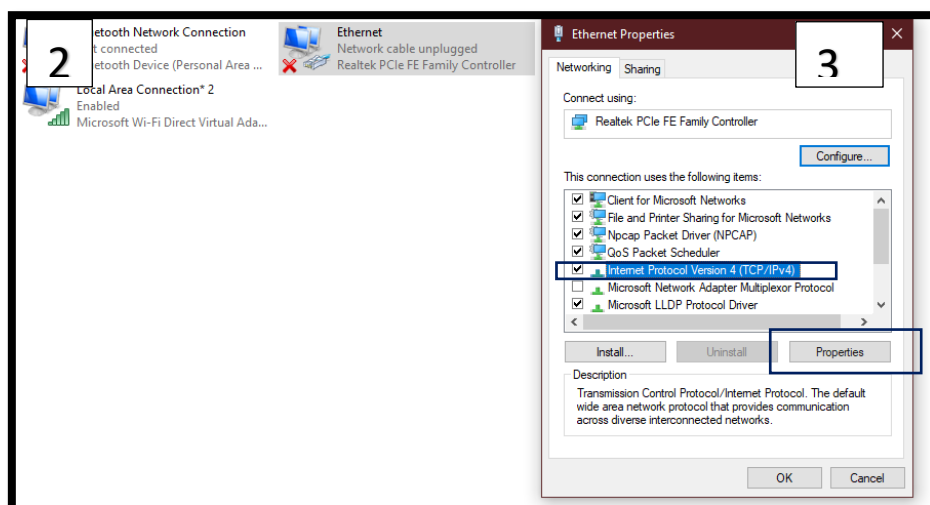 2
etooth Network Connection
t connected
etooth Device (Personal Area ...
Local Area Connection* 2
Enabled
Microsoft Wi-Fi Direct Virtual Ada...
Ethernet
Network cable unplugged
Realtek PCIe FE Family Controller
Ethernet Properties
3
Networking
Sharing
Connect using:
Realtek PCIe FE Family Controller
Configure...
This connection uses the following items:
Client for Microsoft Networks
File and Printer Sharing for Microsoft Networks
Npcap Packet Driver (NPCAP)
QoS Packet Scheduler
Internet Protocol Version 4 (TCP/IPv4)
Microsoft Network Adapter Multiplexor Protocol
Microsoft LLDP Protocol Driver
Install...
Uninstall
Properties
Description
Transmission Control Protocol/Internet Protocol. The default
wide area network protocol that provides communication
across diverse interconnected networks.
OK
Cancel